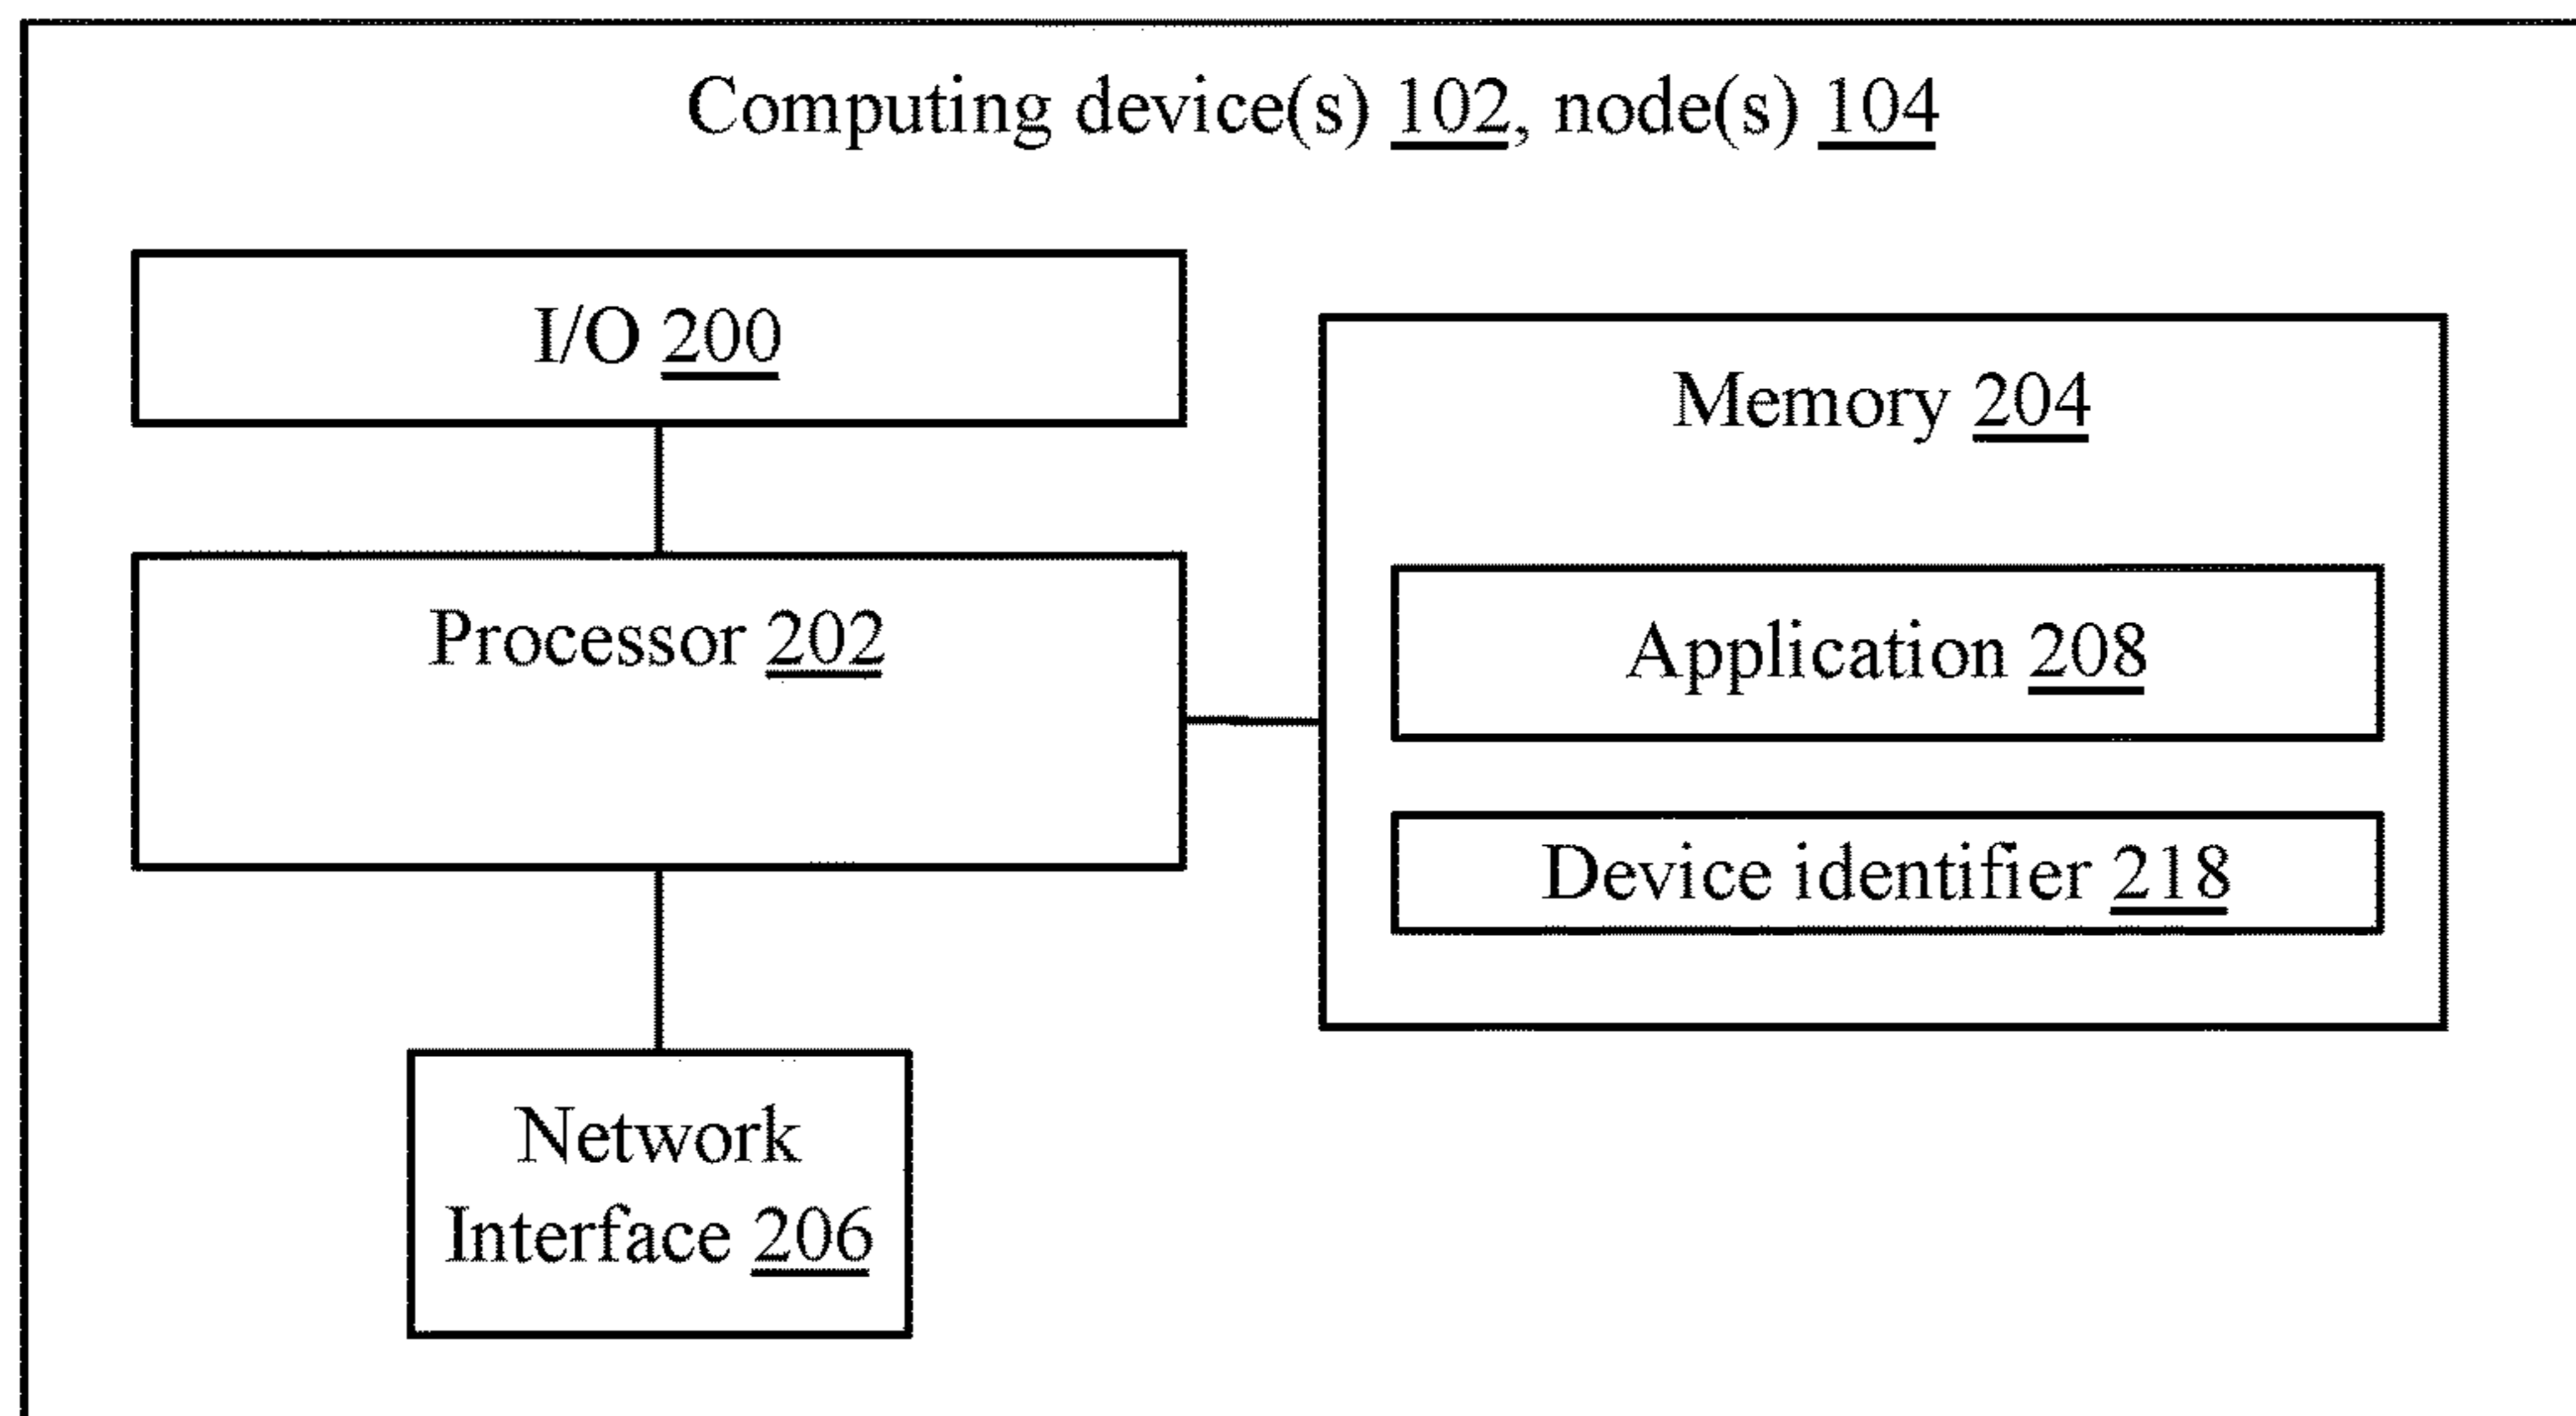 Computing device(s) 102, node(s) 104
I/O 200
Processor 202
Memory 204
Application 208
Device identifier 218
Network
Interface 206